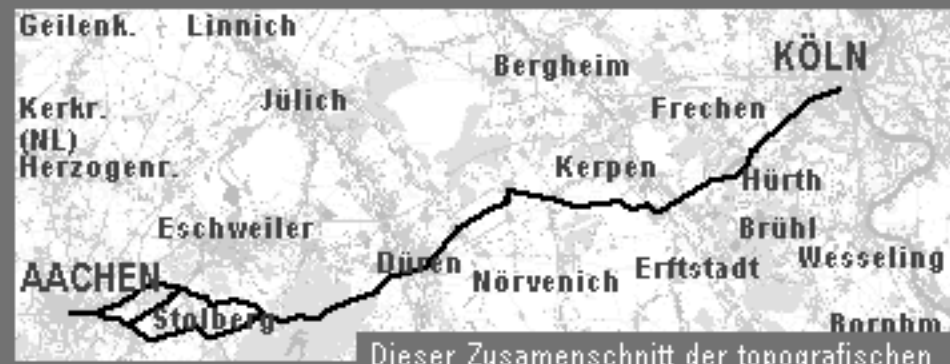 Geilenk. Linnich
Bergheim
KÖLN
Kerkr.
(NL)
Jülich
Frechen
Herzogenr.
Kerpen
Hürth
Eschweiler
Brühl
AACHEN
Düren
Nörvenich
Erftstadt
Wesseling
Stolberg
Bornhm
Dieser Zusamenschnitt der topografischen